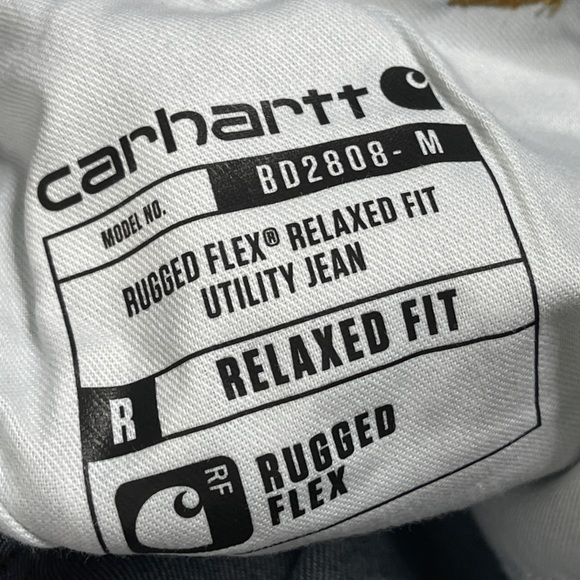 carhartt
MODEL NO. BD2808- M
RUGGED FLEX® RELAXED FIT
UTILITY JEAN
R RELAXED FIT
RF RUGGED
FLEX